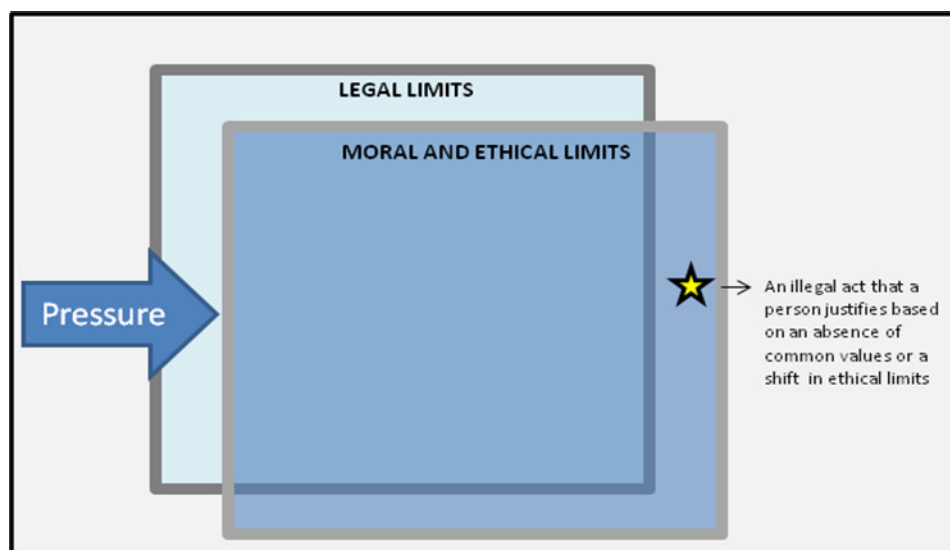 LEGAL LIMITS
MORAL AND ETHICAL LIMITS
Pressure
An illegal act that a
person justifies based
on an absence of
common values or a
shift in ethical limits